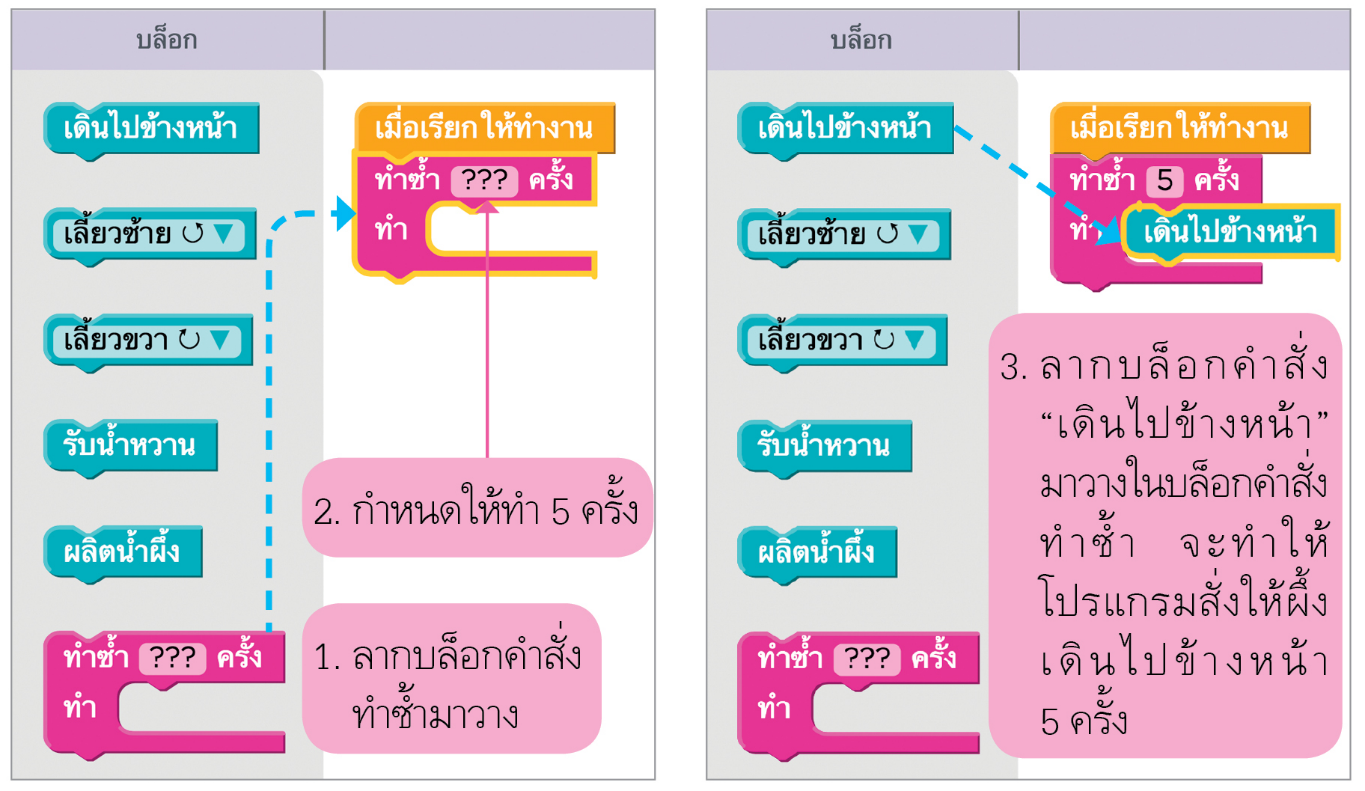 บล็อก
เดินไปข้างหน้า
เลี้ยวซ้าย ↺ ▼
เลี้ยวขวา ↻ ▼
รับน้ำหวาน
ผลิตน้ำผึ้ง
ทำซ้ำ ??? ครั้ง
ทำ
เมื่อเรียกให้ทำงาน
ทำซ้ำ ??? ครั้ง
ทำ
2. กำหนดให้ทำ 5 ครั้ง
1. ลากบล็อกคำสั่ง
ทำซ้ำมาวาง
บล็อก
เดินไปข้างหน้า
เลี้ยวซ้าย ↺ ▼
เลี้ยวขวา ↻ ▼
รับน้ำหวาน
ผลิตน้ำผึ้ง
ทำซ้ำ ??? ครั้ง
ทำ
เมื่อเรียกให้ทำงาน
ทำซ้ำ 5 ครั้ง
ทำ เดินไปข้างหน้า
3. ลากบล็อกคำสั่ง
“เดินไปข้างหน้า”
มาวางในบล็อกคำสั่ง
ทำซ้ำ จะทำให้
โปรแกรมสั่งให้ผึ้ง
เดินไปข้างหน้า
5 ครั้ง